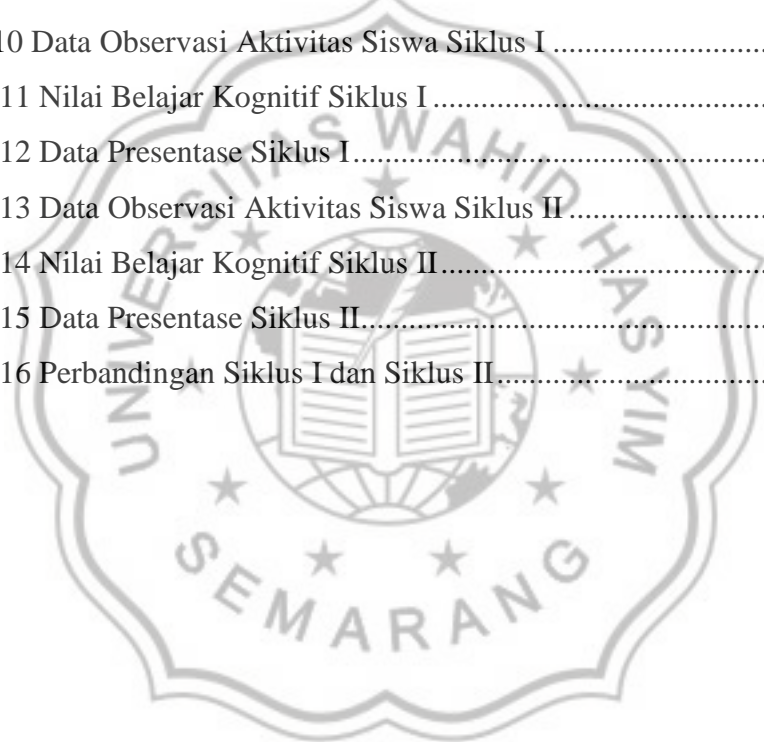 10 Data Observasi Aktivitas Siswa Siklus I ............................
11 Nilai Belajar Kognitif Siklus I ..........................................
12 Data Presentase Siklus I....................................................
13 Data Observasi Aktivitas Siswa Siklus II ..........................
14 Nilai Belajar Kognitif Siklus II.........................................
15 Data Presentase Siklus II...................................................
16 Perbandingan Siklus I dan Siklus II..................................
UNIVERSITAS WAHID HASYIM
SEMARANG